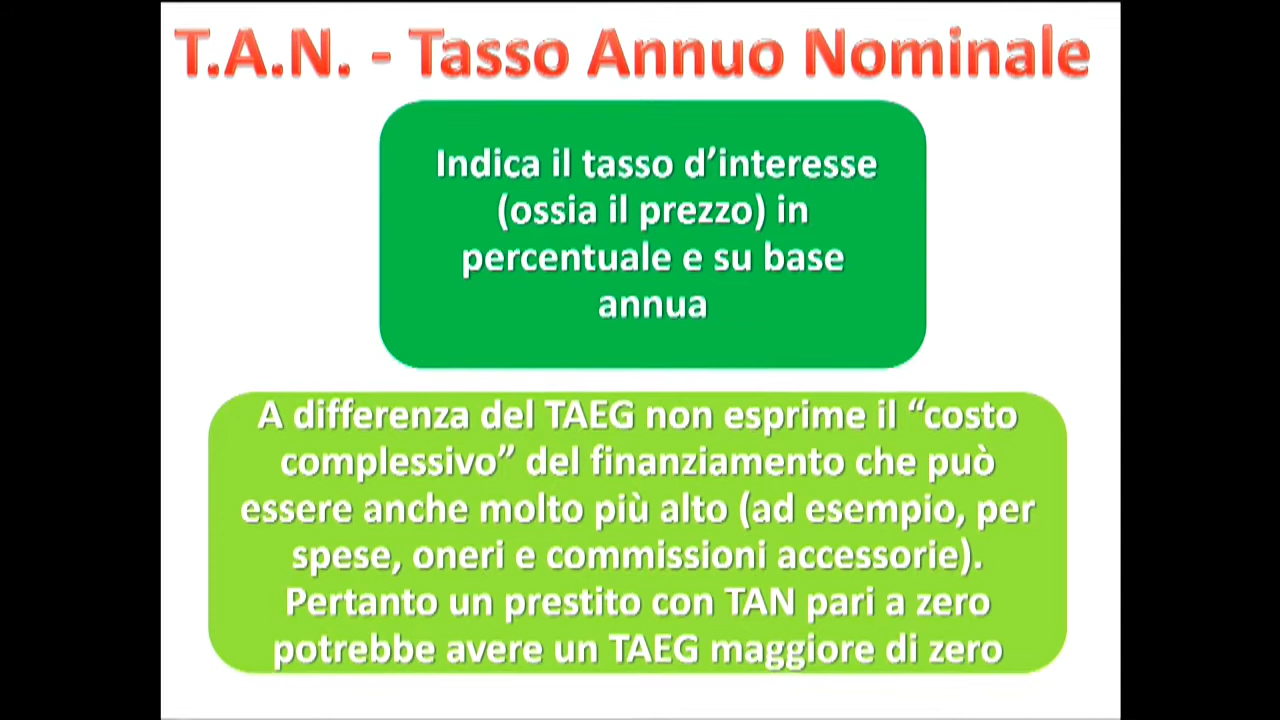 T.A.N. - Tasso Annuo Nominale
Indica il tasso d’interesse
(ossia il prezzo) in
percentuale e su base
annua
A differenza del TAEG non esprime il “costo
complessivo” del finanziamento che può
essere anche molto più alto (ad esempio, per
spese, oneri e commissioni accessorie).
Pertanto un prestito con TAN pari a zero
potrebbe avere un TAEG maggiore di zero